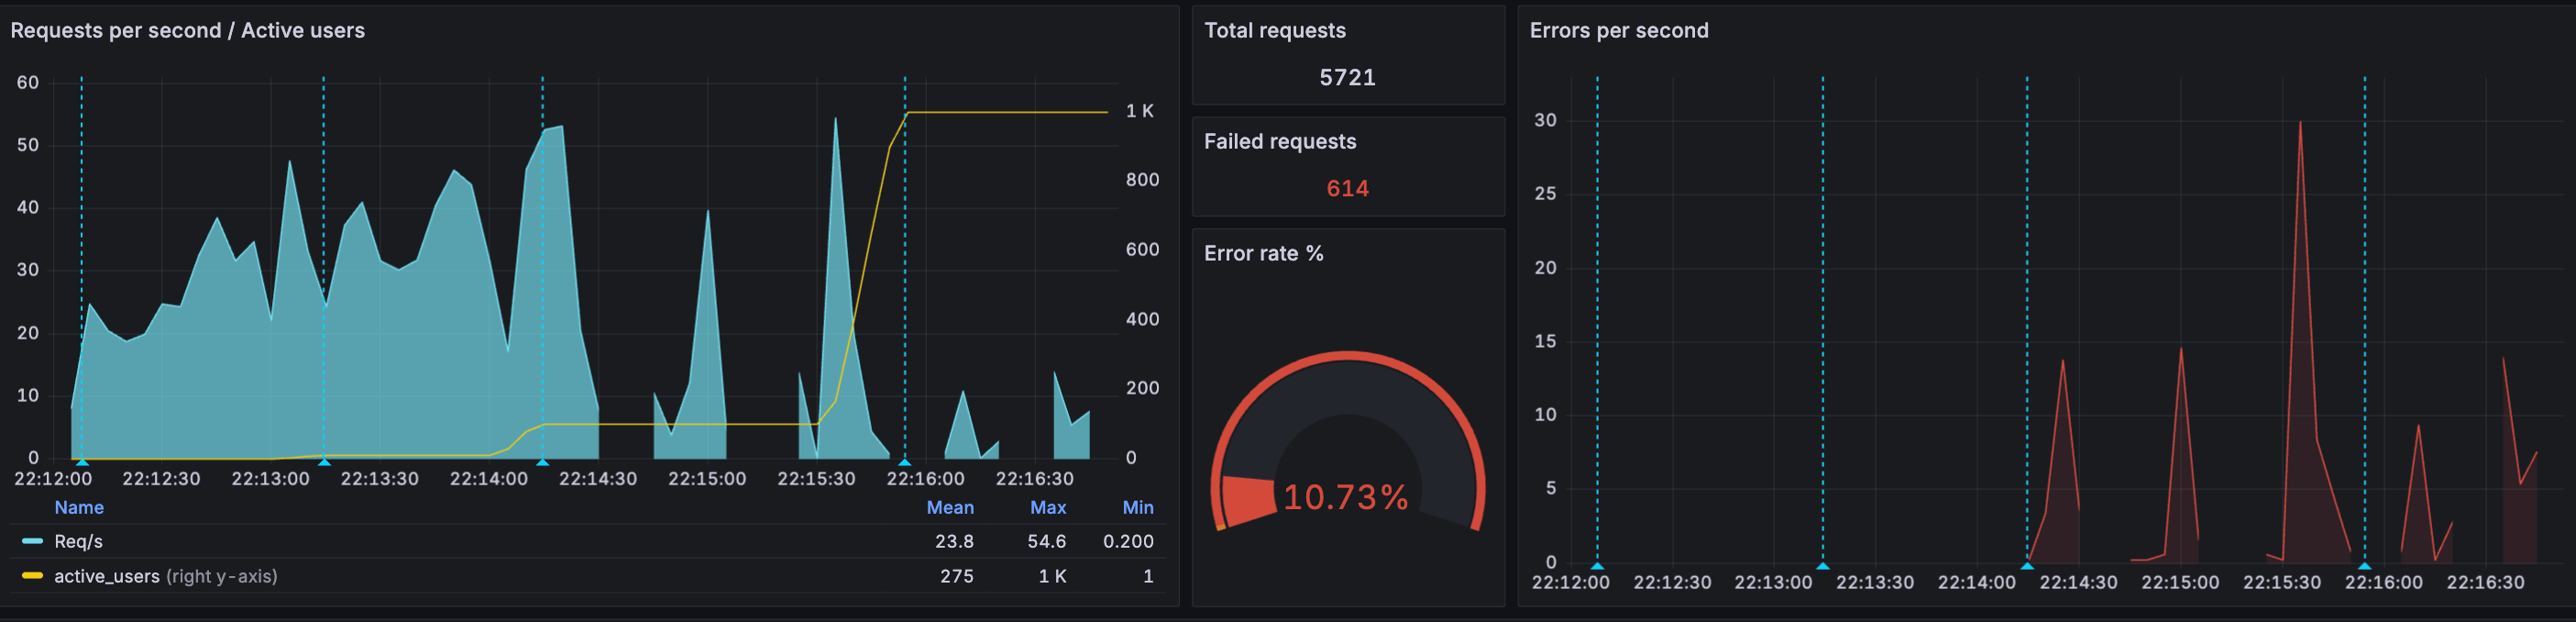 Requests per second / Active users
60
50
40
30
20
10
0
1 K
800
600
400
200
0
22:12:00 22:12:30 22:13:00 22:13:30 22:14:00 22:14:30 22:15:00 22:15:30 22:16:00 22:16:30
Name Mean Max Min
Req/s 23.8 54.6 0.200
active_users (right y-axis) 275 1 K 1
Total requests
5721
Failed requests
614
Error rate %
10.73%
Errors per second
30
25
20
15
10
5
0
22:12:00 22:12:30 22:13:00 22:13:30 22:14:00 22:14:30 22:15:00 22:15:30 22:16:00 22:16:30